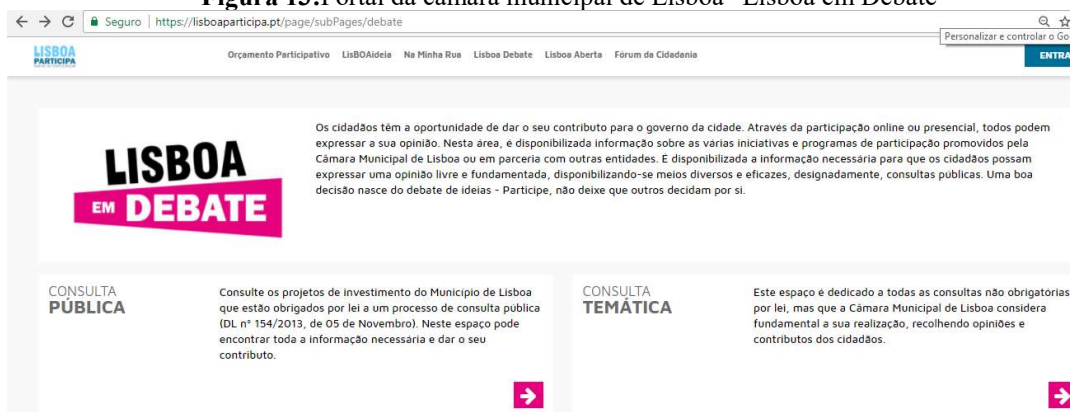 Figura 13:Portal da câmara municipal de Lisboa "Lisboa em Debate"
Seguro | https://lisboaparticipa.pt/page/subPages/debate
Personalizar e controlar o Go
LISBOA
PARTICIPA
Orçamento Participativo LisBOAideia Na Minha Rua Lisboa Debate Lisboa Aberta Fórum da Cidadania
ENTRA
LISBOA
EM DEBATE
Os cidadãos têm a oportunidade de dar o seu contributo para o governo da cidade. Através da participação online ou presencial, todos podem
expressar a sua opinião. Nesta área, é disponibilizada informação sobre as várias iniciativas e programas de participação promovidos pela
Câmara Municipal de Lisboa ou em parceria com outras entidades. É disponibilizada a informação necessária para que os cidadãos possam
expressar uma opinião livre e fundamentada, disponibilizando-se meios diversos e eficazes, designadamente, consultas públicas. Uma boa
decisão nasce do debate de ideias - Participe, não deixe que outros decidam por si.
CONSULTA
PÚBLICA
Consulte os projetos de investimento do Município de Lisboa
que estão obrigados por lei a um processo de consulta pública
(DL nº 154/2013, de 05 de Novembro). Neste espaço pode
encontrar toda a informação necessária e dar o seu
contributo.
CONSULTA
TEMÁTICA
Este espaço é dedicado a todas as consultas não obrigatórias
por lei, mas que a Câmara Municipal de Lisboa considera
fundamental a sua realização, recolhendo opiniões e
contributos dos cidadãos.